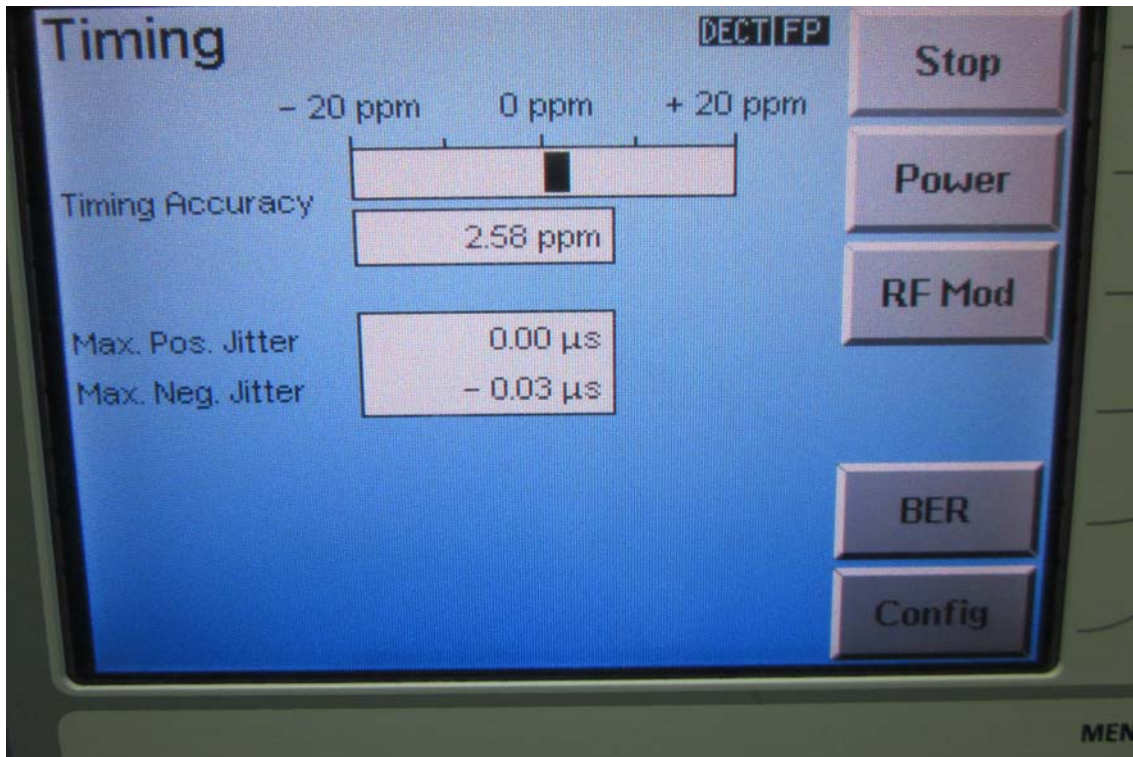 Timing
DECT FP
Stop
– 20 ppm 0 ppm + 20 ppm
Power
Timing Accuracy
2.58 ppm
RF Mod
Max. Pos. Jitter 0.00 µs
Max. Neg. Jitter – 0.03 µs
BER
Config
MEN